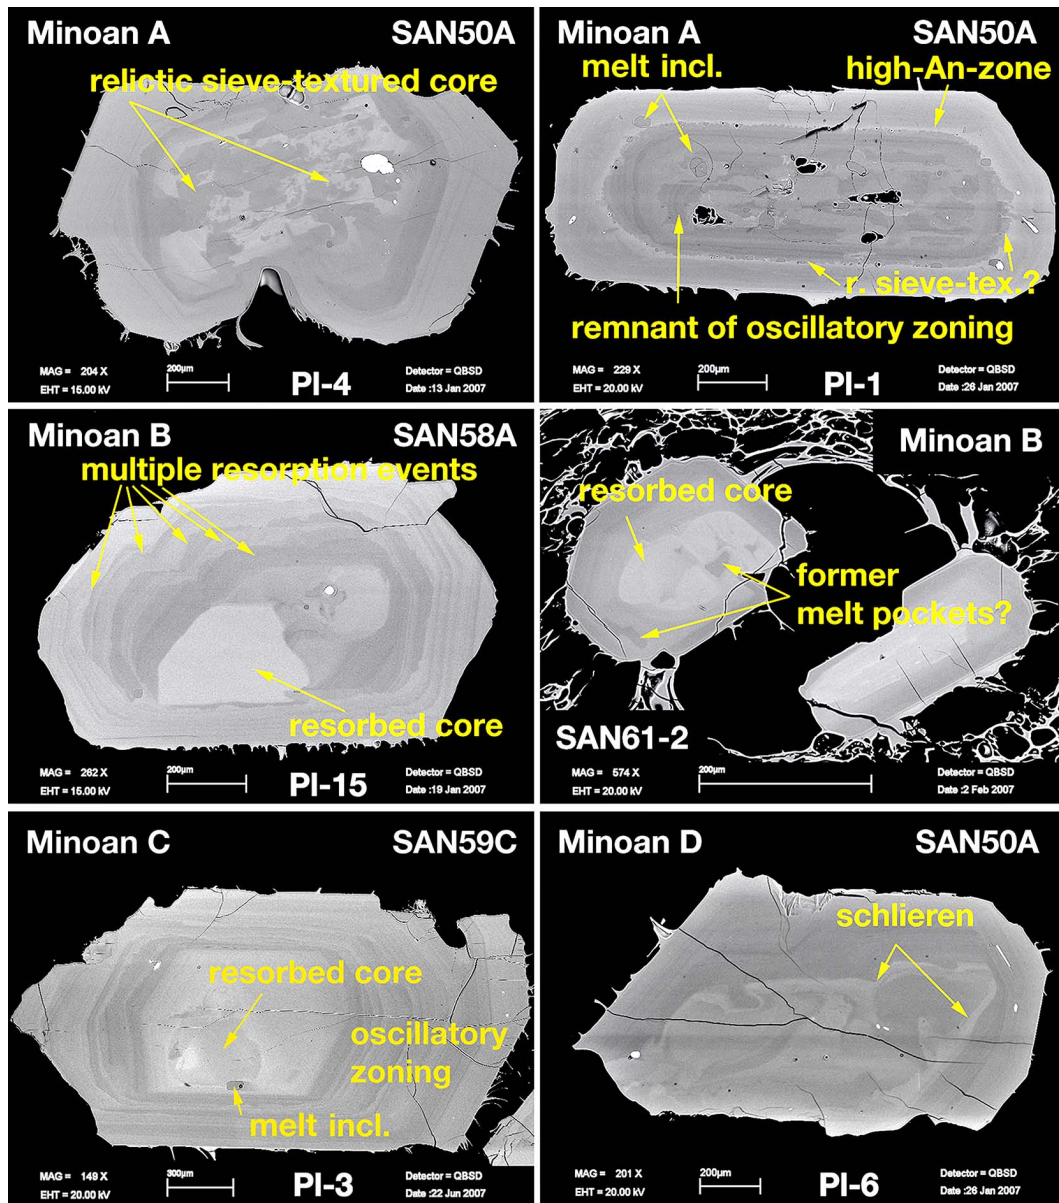 Minoan A SAN50A
relictic sieve-textured core
MAG = 204 X
EHT = 15.00 kV
200µm
PI-4
Detector = QBSD
Date :13 Jan 2007
Minoan A SAN50A
melt incl.
high-An-zone
r. sieve-tex.?
remnant of oscillatory zoning
MAG = 229 X
EHT = 20.00 kV
200µm
PI-1
Detector = QBSD
Date :26 Jan 2007
Minoan B SAN58A
multiple resorption events
resorbed core
MAG = 262 X
EHT = 15.00 kV
200µm
PI-15
Detector = QBSD
Date :19 Jan 2007
Minoan B
resorbed core
former
melt pockets?
SAN61-2
MAG = 574 X
EHT = 20.00 kV
200µm
Detector = QBSD
Date :2 Feb 2007
Minoan C SAN59C
resorbed core
oscillatory
zoning
melt incl.
MAG = 149 X
EHT = 20.00 kV
300µm
PI-3
Detector = QBSD
Date :22 Jun 2007
Minoan D SAN50A
schlieren
MAG = 201 X
EHT = 20.00 kV
200µm
PI-6
Detector = QBSD
Date :26 Jan 2007